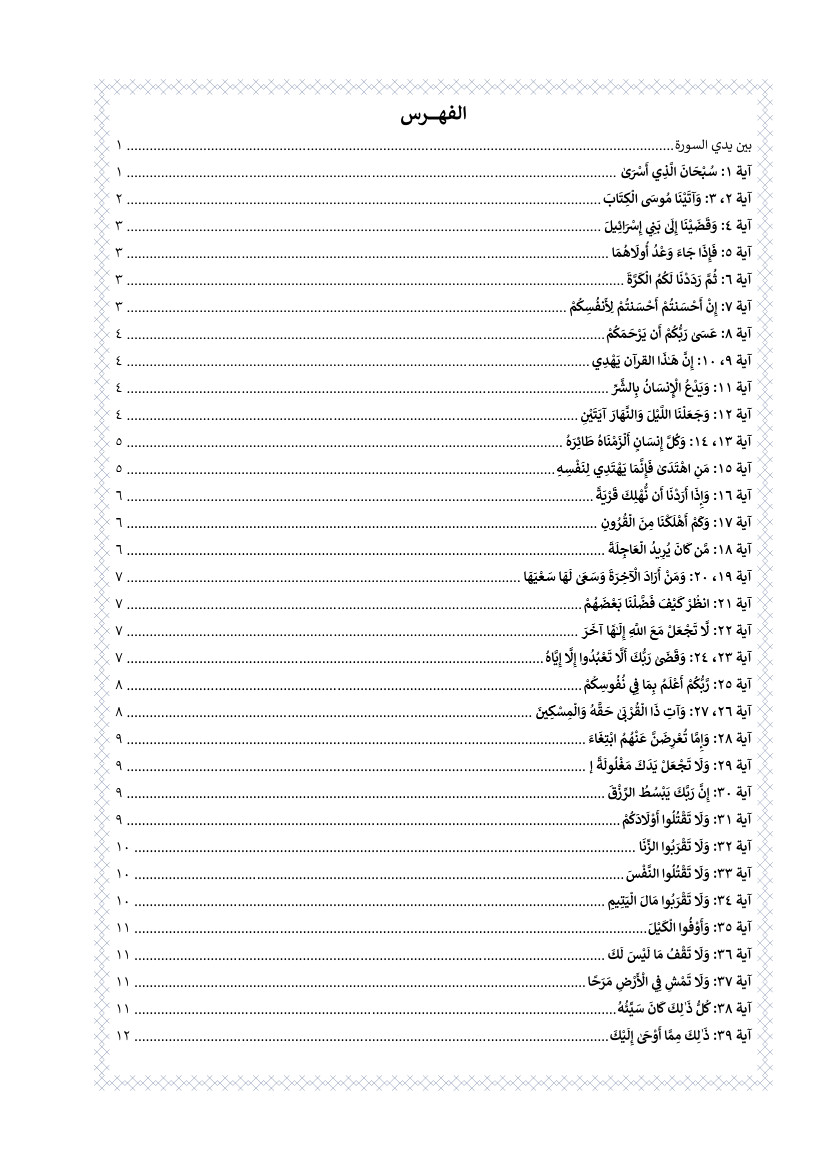 الفهـــرس
بين يدي السورة ١
آية ١: سُبْحَانَ الَّذِي أَسْرَىٰ ١
آية ٢، ٣: وَآتَيْنَا مُوسَى الْكِتَابَ ٢
آية ٤: وَقَضَيْنَا إِلَىٰ بَنِي إِسْرَائِيلَ ٣
آية ٥: فَإِذَا جَاءَ وَعْدُ أُولَاهُمَا ٣
آية ٦: ثُمَّ رَدَدْنَا لَكُمُ الْكَرَّةَ ٣
آية ٧: إِنْ أَحْسَنتُمْ أَحْسَنتُمْ لِأَنْفُسِكُمْ ٣
آية ٨: عَسَىٰ رَبُّكُمْ أَن يَرْحَمَكُمْ ٤
آية ٩، ١٠: إِنَّ هَٰذَا القرآن يَهْدِي ٤
آية ١١: وَيَدْعُ الْإِنسَانُ بِالشَّرِّ ٤
آية ١٢: وَجَعَلْنَا اللَّيْلَ وَالنَّهَارَ آيَتَيْنِ ٤
آية ١٣، ١٤: وَكُلَّ إِنسَانٍ أَلْزَمْنَاهُ طَائِرَهُ ٥
آية ١٥: مَنِ اهْتَدَىٰ فَإِنَّمَا يَهْتَدِي لِنَفْسِهِ ٥
آية ١٦: وَإِذَا أَرَدْنَا أَن نُّهْلِكَ قَرْيَةً ٦
آية ١٧: وَكَمْ أَهْلَكْنَا مِنَ الْقُرُونِ ٦
آية ١٨: مَّن كَانَ يُرِيدُ الْعَاجِلَةَ ٦
آية ١٩، ٢٠: وَمَنْ أَرَادَ الْآخِرَةَ وَسَعَىٰ لَهَا سَعْيَهَا ٧
آية ٢١: انظُرْ كَيْفَ فَضَّلْنَا بَعْضَهُمْ ٧
آية ٢٢: لَّا تَجْعَلْ مَعَ اللَّهِ إِلَٰهًا آخَرَ ٧
آية ٢٣، ٢٤: وَقَضَىٰ رَبُّكَ أَلَّا تَعْبُدُوا إِلَّا إِيَّاهُ ٧
آية ٢٥: رَّبُّكُمْ أَعْلَمُ بِمَا فِي نُفُوسِكُمْ ٨
آية ٢٦، ٢٧: وَآتِ ذَا الْقُرْبَىٰ حَقَّهُ وَالْمِسْكِينَ ٨
آية ٢٨: وَإِمَّا تُعْرِضَنَّ عَنْهُمُ ابْتِغَاءَ ٩
آية ٢٩: وَلَا تَجْعَلْ يَدَكَ مَغْلُولَةً إ ٩
آية ٣٠: إِنَّ رَبَّكَ يَبْسُطُ الرِّزْقَ ٩
آية ٣١: وَلَا تَقْتُلُوا أَوْلَادَكُمْ ٩
آية ٣٢: وَلَا تَقْرَبُوا الزِّنَا ١٠
آية ٣٣: وَلَا تَقْتُلُوا النَّفْسَ ١٠
آية ٣٤: وَلَا تَقْرَبُوا مَالَ الْيَتِيمِ ١٠
آية ٣٥: وَأَوْفُوا الْكَيْلَ ١١
آية ٣٦: وَلَا تَقْفُ مَا لَيْسَ لَكَ ١١
آية ٣٧: وَلَا تَمْشِ فِي الْأَرْضِ مَرَحًا ١١
آية ٣٨: كُلُّ ذَٰلِكَ كَانَ سَيِّئُهُ ١١
آية ٣٩: ذَٰلِكَ مِمَّا أَوْحَىٰ إِلَيْكَ ١٢